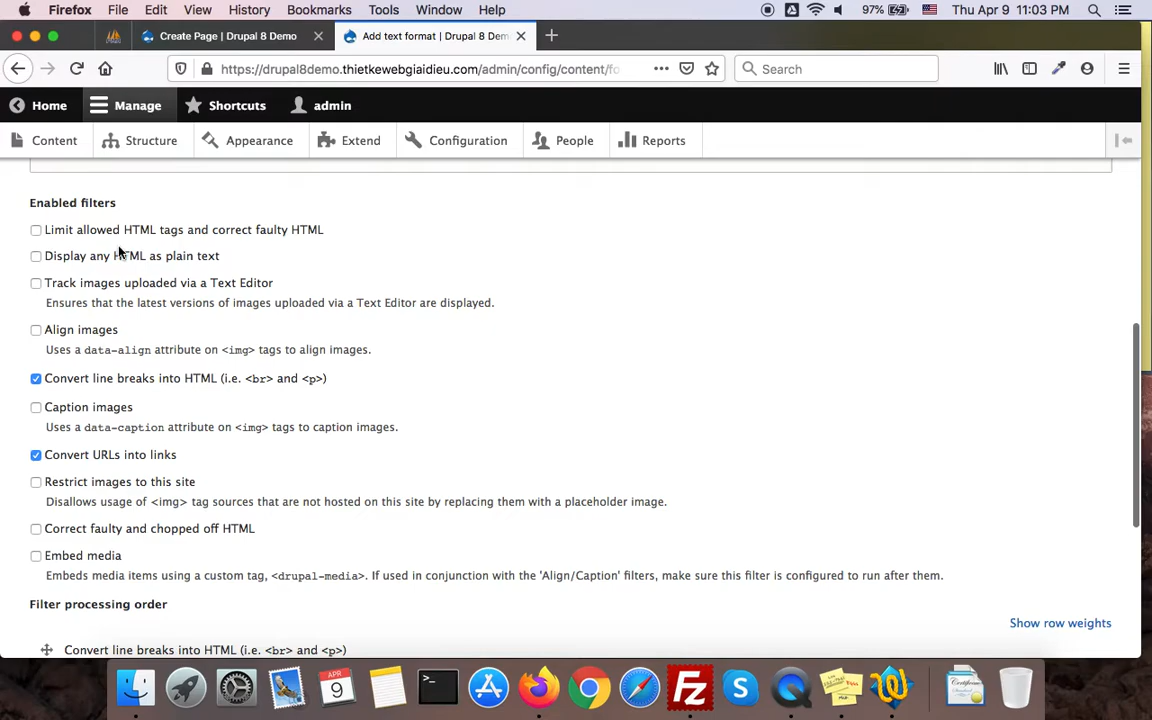 Firefox File Edit View History Bookmarks Tools Window Help 97% Thu Apr 9 11:03 PM
Create Page | Drupal 8 Demo Add text format | Drupal 8 Dem
https://drupal8demo.thietkewebgiaidieu.com/admin/config/content/fo Search
Home Manage Shortcuts admin
Content Structure Appearance Extend Configuration People Reports
Enabled filters
Limit allowed HTML tags and correct faulty HTML
Display any HTML as plain text
Track images uploaded via a Text Editor
Ensures that the latest versions of images uploaded via a Text Editor are displayed.
Align images
Uses a data-align attribute on <img> tags to align images.
Convert line breaks into HTML (i.e. <br> and <p>)
Caption images
Uses a data-caption attribute on <img> tags to caption images.
Convert URLs into links
Restrict images to this site
Disallows usage of <img> tag sources that are not hosted on this site by replacing them with a placeholder image.
Correct faulty and chopped off HTML
Embed media
Embeds media items using a custom tag, <drupal-media>. If used in conjunction with the 'Align/Caption' filters, make sure this filter is configured to run after them.
Filter processing order
Show row weights
Convert line breaks into HTML (i.e. <br> and <p>)
APR
9